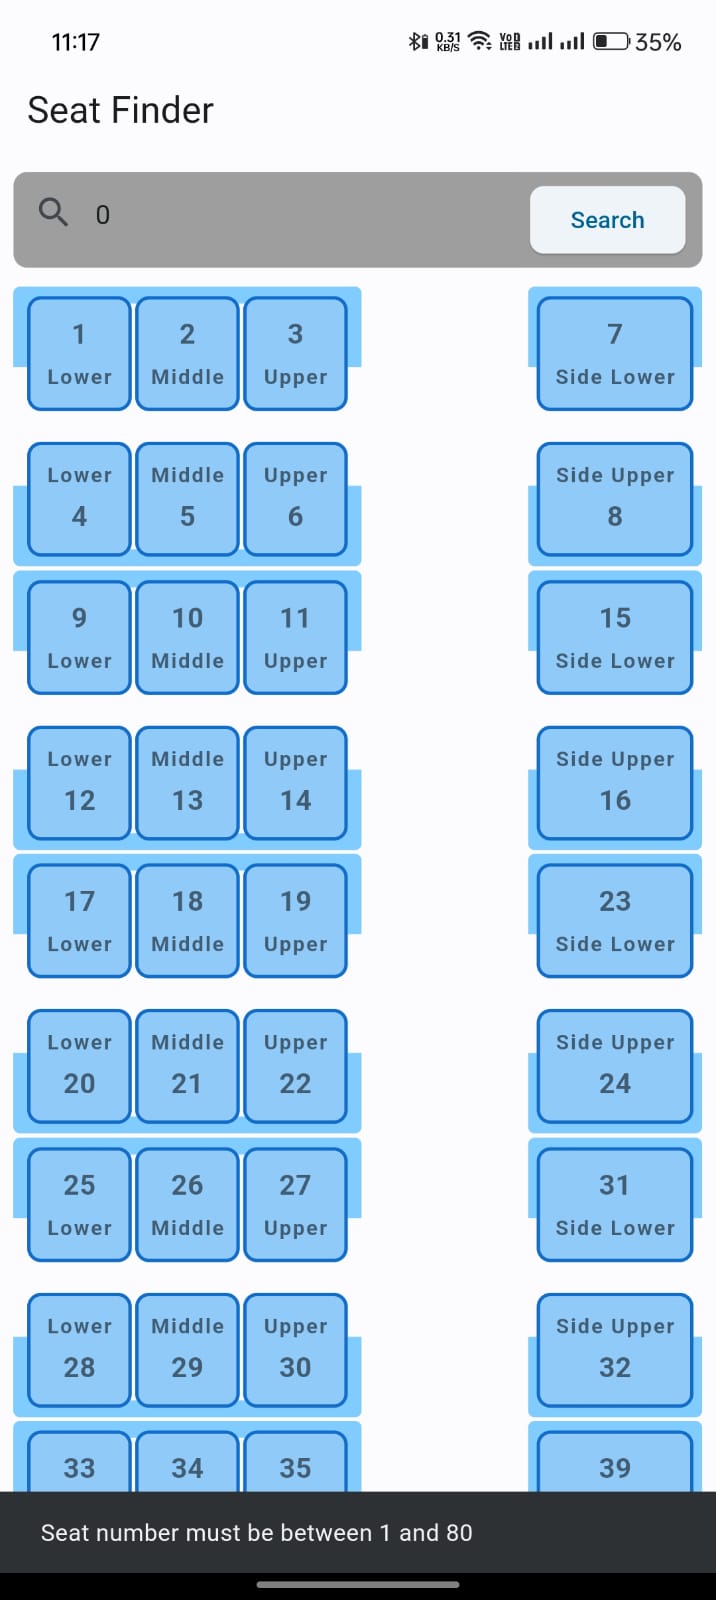 11:17 0.31 KB/S VoD LTE2 35%
Seat Finder
0 Search
1 2 3 7
Lower Middle Upper Side Lower
Lower Middle Upper Side Upper
4 5 6 8
9 10 11 15
Lower Middle Upper Side Lower
Lower Middle Upper Side Upper
12 13 14 16
17 18 19 23
Lower Middle Upper Side Lower
Lower Middle Upper Side Upper
20 21 22 24
25 26 27 31
Lower Middle Upper Side Lower
Lower Middle Upper Side Upper
28 29 30 32
33 34 35 39
Seat number must be between 1 and 80